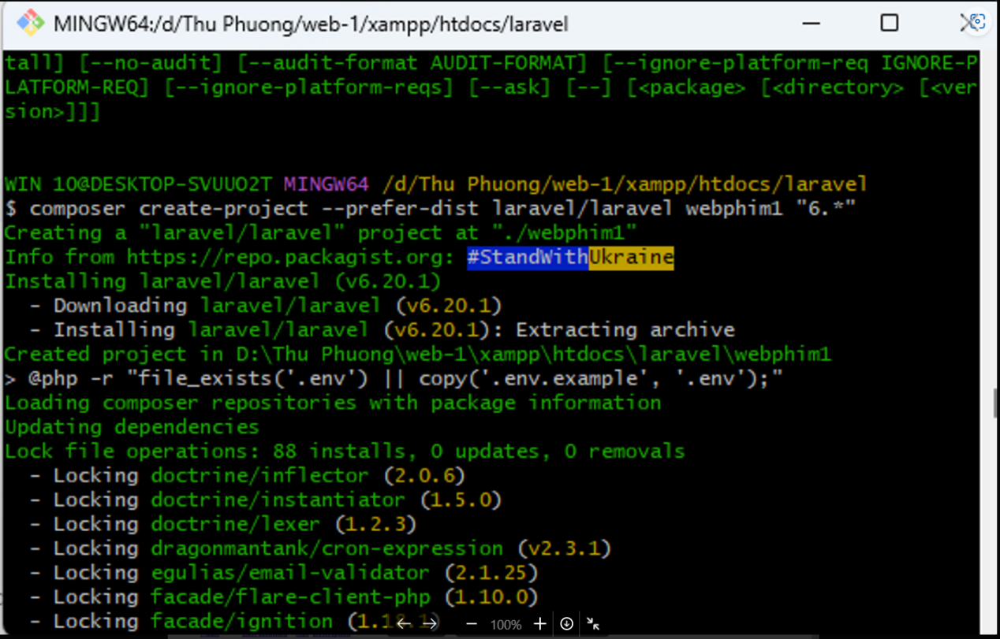 MINGW64:/d/Thu Phuong/web-1/xampp/htdocs/laravel
tall] [--no-audit] [--audit-format AUDIT-FORMAT] [--ignore-platform-req IGNORE-P
LATFORM-REQ] [--ignore-platform-reqs] [--ask] [--] [<package> [<directory> [<ver
sion>]]]
WIN 10@DESKTOP-SVUUO2T MINGW64 /d/Thu Phuong/web-1/xampp/htdocs/laravel
$ composer create-project --prefer-dist laravel/laravel webphim1 "6.*"
Creating a "laravel/laravel" project at "./webphim1"
Info from https://repo.packagist.org: #StandWithUkraine
Installing laravel/laravel (v6.20.1)
  - Downloading laravel/laravel (v6.20.1)
  - Installing laravel/laravel (v6.20.1): Extracting archive
Created project in D:\Thu Phuong\web-1\xampp\htdocs\laravel\webphim1
> @php -r "file_exists('.env') || copy('.env.example', '.env');"
Loading composer repositories with package information
Updating dependencies
Lock file operations: 88 installs, 0 updates, 0 removals
  - Locking doctrine/inflector (2.0.6)
  - Locking doctrine/instantiator (1.5.0)
  - Locking doctrine/lexer (1.2.3)
  - Locking dragonmantank/cron-expression (v2.3.1)
  - Locking egulias/email-validator (2.1.25)
  - Locking facade/flare-client-php (1.10.0)
  - Locking facade/ignition
100%